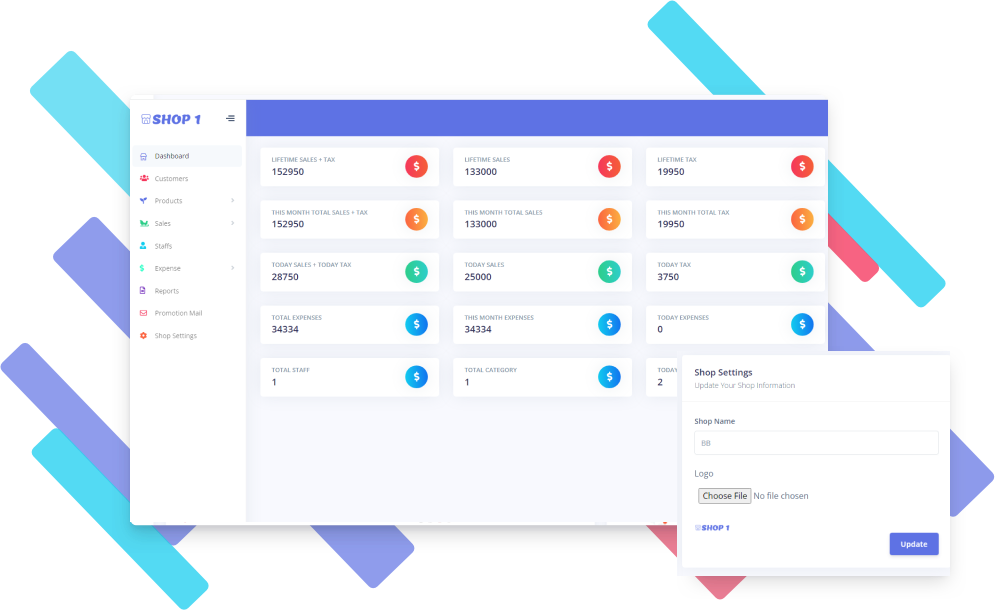 SHOP 1
Dashboard
Customers
Products
Sales
Staffs
Expense
Reports
Promotion Mail
Shop Settings
LIFETIME SALES + TAX
152950
LIFETIME SALES
133000
LIFETIME TAX
19950
THIS MONTH TOTAL SALES + TAX
152950
THIS MONTH TOTAL SALES
133000
THIS MONTH TOTAL TAX
19950
TODAY SALES + TODAY TAX
28750
TODAY SALES
25000
TODAY TAX
3750
TOTAL EXPENSES
34334
THIS MONTH EXPENSES
34334
TODAY EXPENSES
0
TOTAL STAFF
1
TOTAL CATEGORY
1
TODAY
2
Shop Settings
Update Your Shop Information
Shop Name
BB
Logo
Choose File No file chosen
SHOP 1
Update